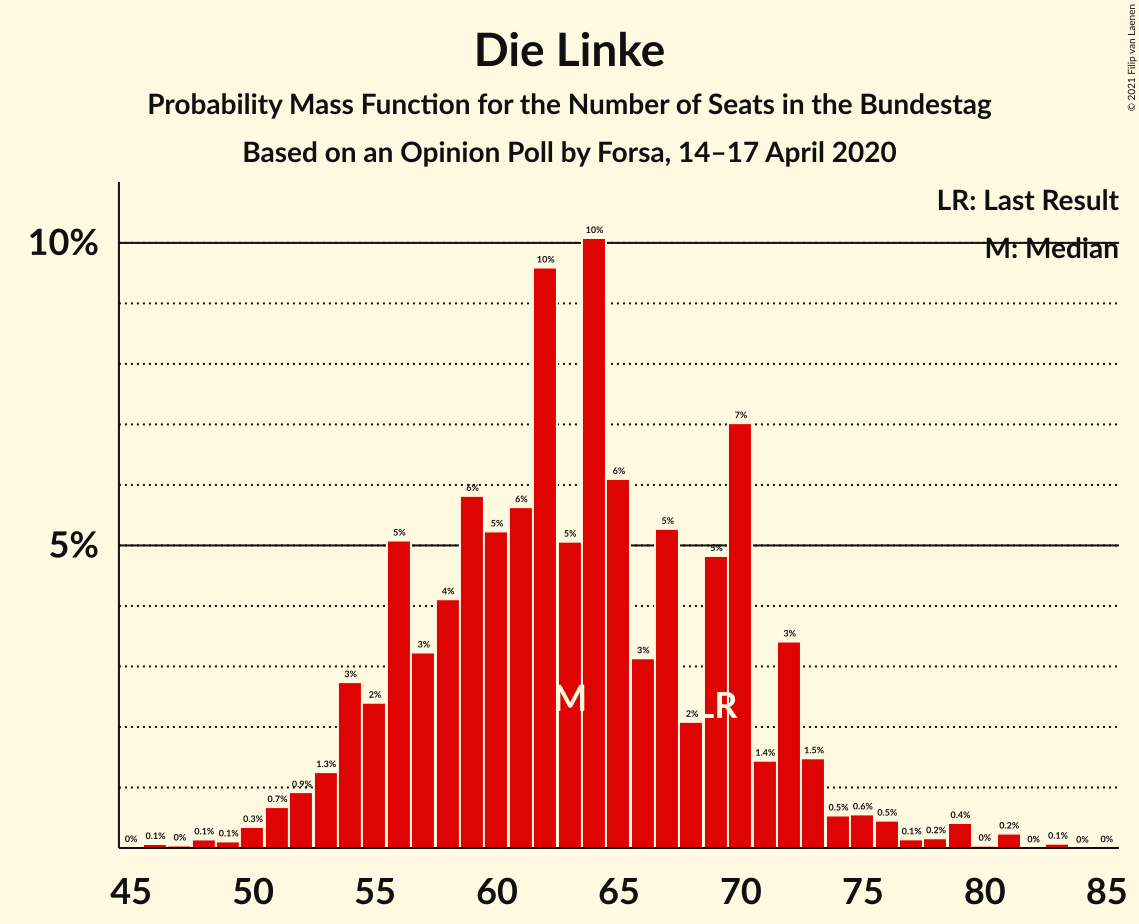 © 2021 Filip van Laenen
Die Linke
Probability Mass Function for the Number of Seats in the Bundestag
Based on an Opinion Poll by Forsa, 14–17 April 2020
LR: Last Result
M: Median
10%
5%
0% 0.1% 0% 0.1% 0.1% 0.3% 0.7% 0.9% 1.3% 3% 2% 5% 3% 4% 6% 5% 6% 10% 5% 10% 6% 3% 5% 2% 5% 7% 1.4% 3% 1.5% 0.5% 0.6% 0.5% 0.1% 0.2% 0.4% 0% 0.2% 0% 0.1% 0% 0%
M LR
45 50 55 60 65 70 75 80 85